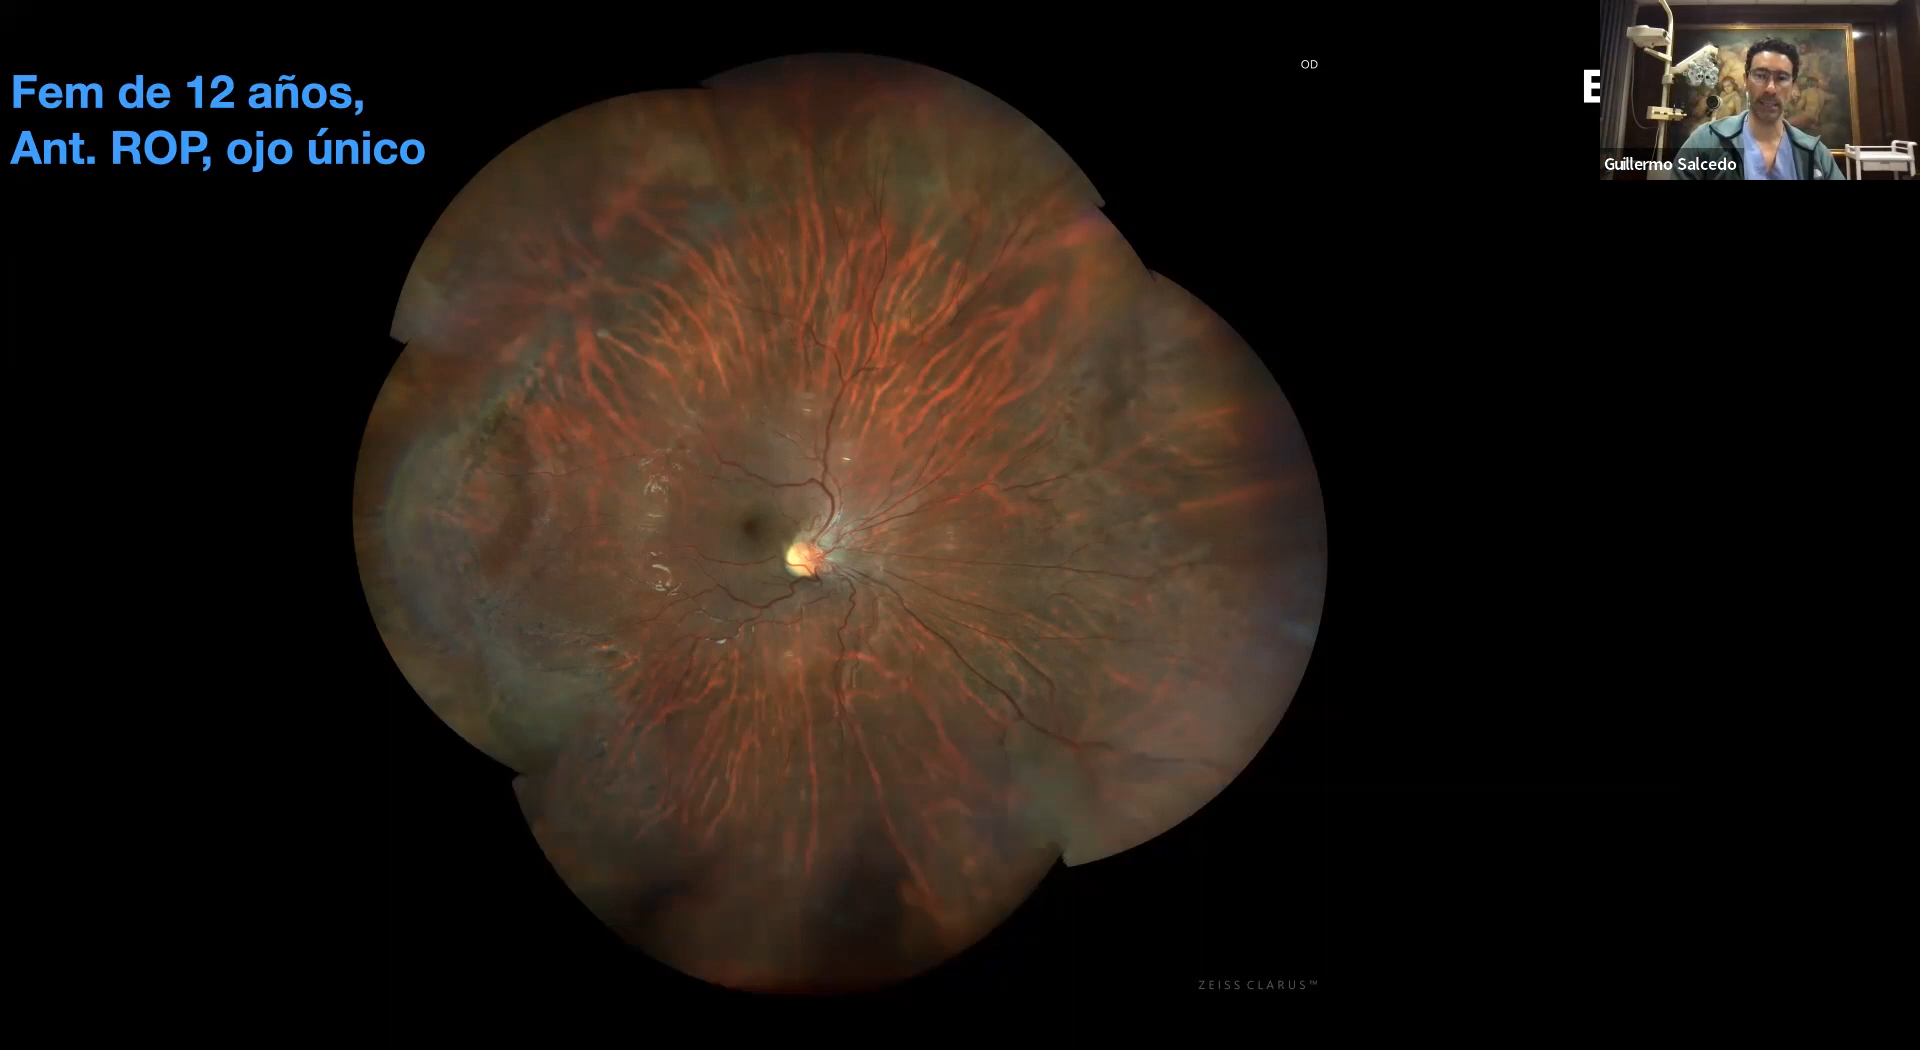 Fem de 12 años,
Ant. ROP, ojo único
OD
E
Guillermo Salcedo
ZEISS CLARUS™